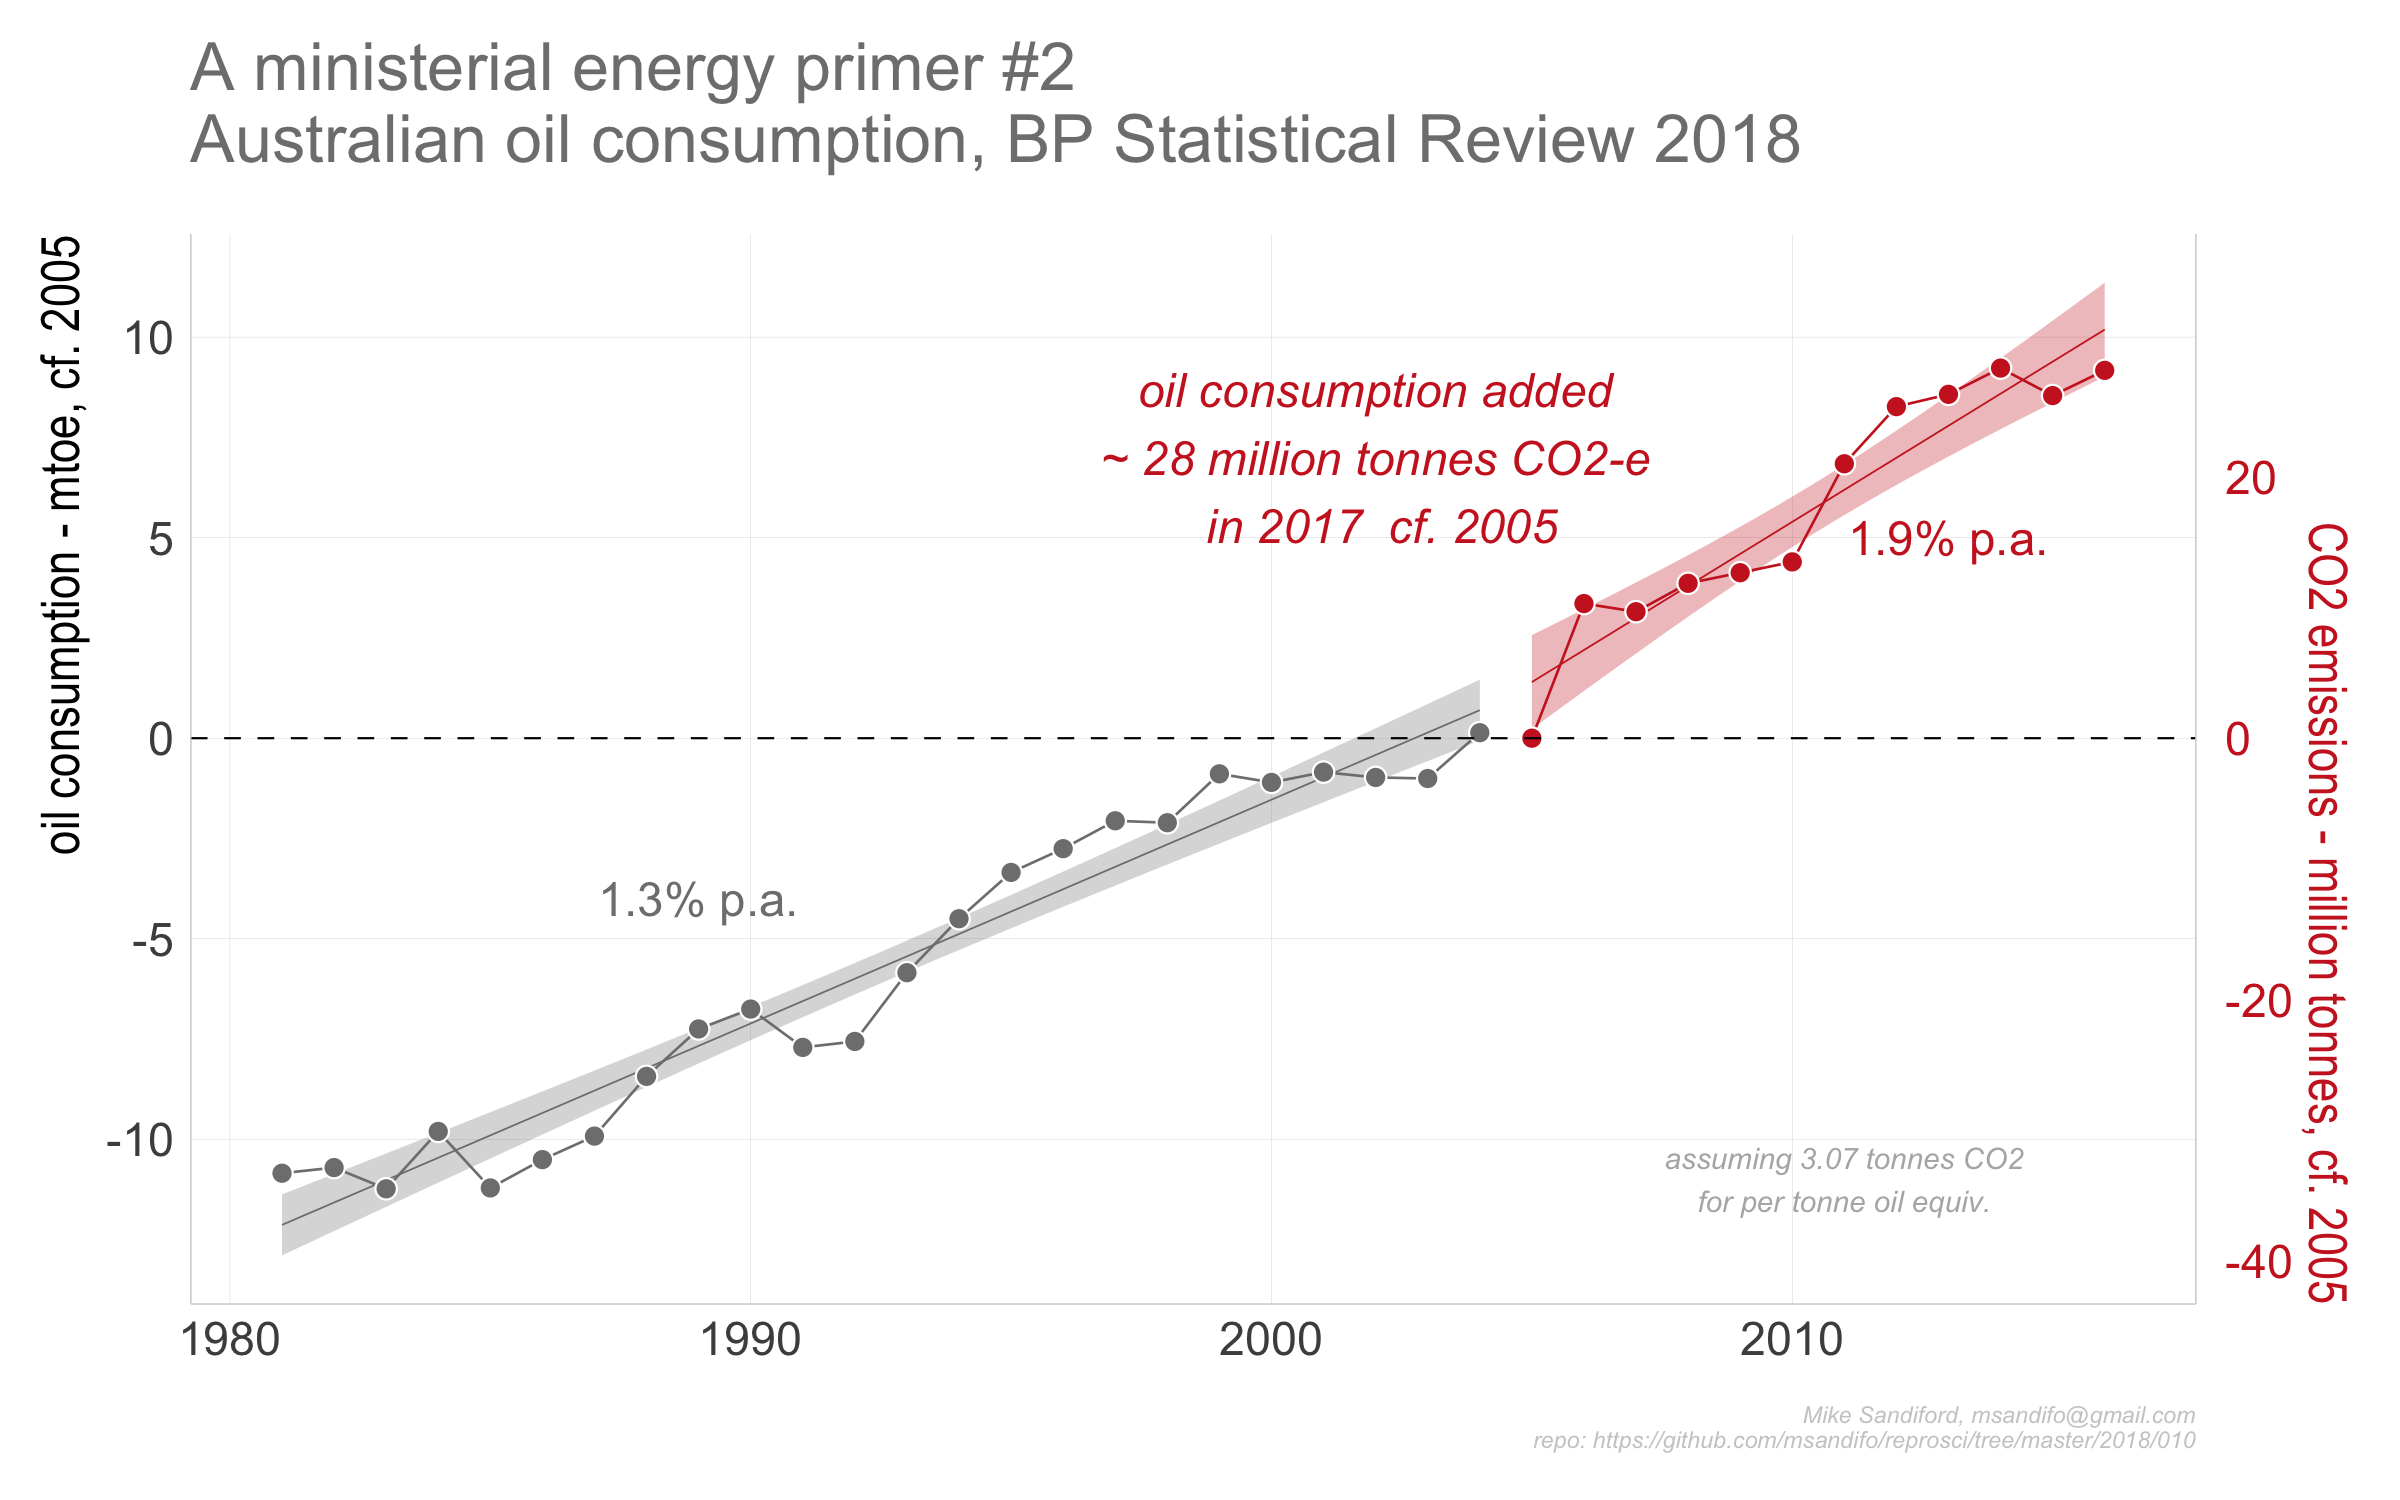 A ministerial energy primer #2
Australian oil consumption, BP Statistical Review 2018
oil consumption - mtoe, cf. 2005
10
5
0
-5
-10
oil consumption added
~ 28 million tonnes CO2-e
in 2017 cf. 2005
1.9% p.a.
1.3% p.a.
assuming 3.07 tonnes CO2
for per tonne oil equiv.
20
0
-20
-40
CO2 emissions - million tonnes, cf. 2005
1980
1990
2000
2010
Mike Sandiford, msandifo@gmail.com
repo: https://github.com/msandifo/reprosci/tree/master/2018/010